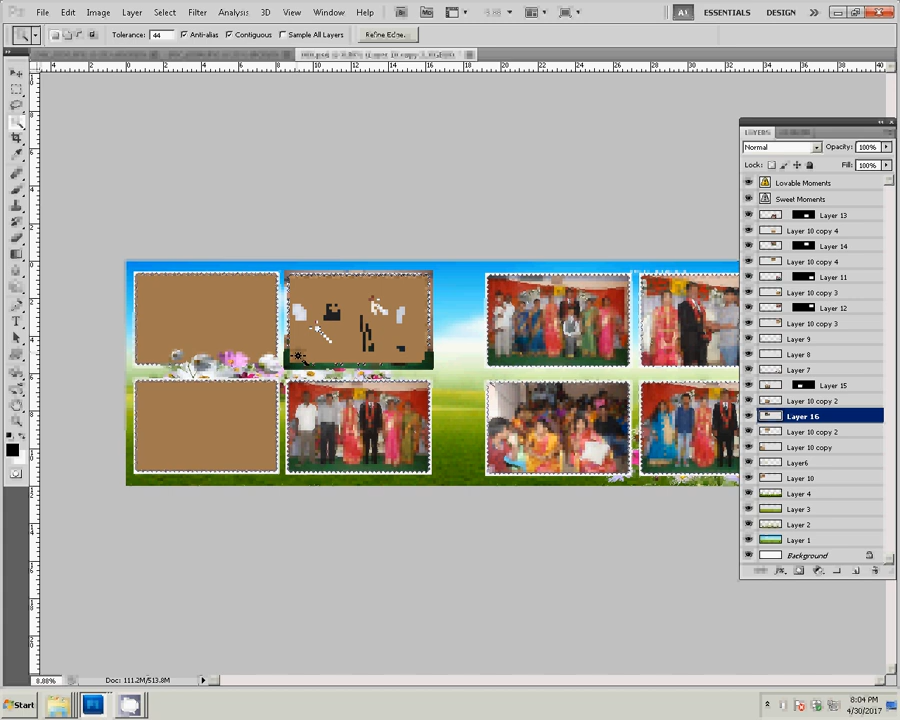 File Edit Image Layer Select Filter Analysis 3D View Window Help
ESSENTIALS DESIGN
Tolerance: 44 Anti-alias Contiguous Sample All Layers Refine Edge...
LAYERS
Normal Opacity: 100%
Lock: Fill: 100%
Lovable Moments
Sweet Moments
Layer 13
Layer 10 copy 4
Layer 14
Layer 10 copy 4
Layer 11
Layer 10 copy 3
Layer 12
Layer 10 copy 3
Layer 9
Layer 8
Layer 7
Layer 15
Layer 10 copy 2
Layer 16
Layer 10 copy 2
Layer 10 copy
Layer6
Layer 10
Layer 4
Layer 3
Layer 2
Layer 1
Background
8.88% Doc: 111.2M/513.8M
Start 8:04 PM
4/30/2017